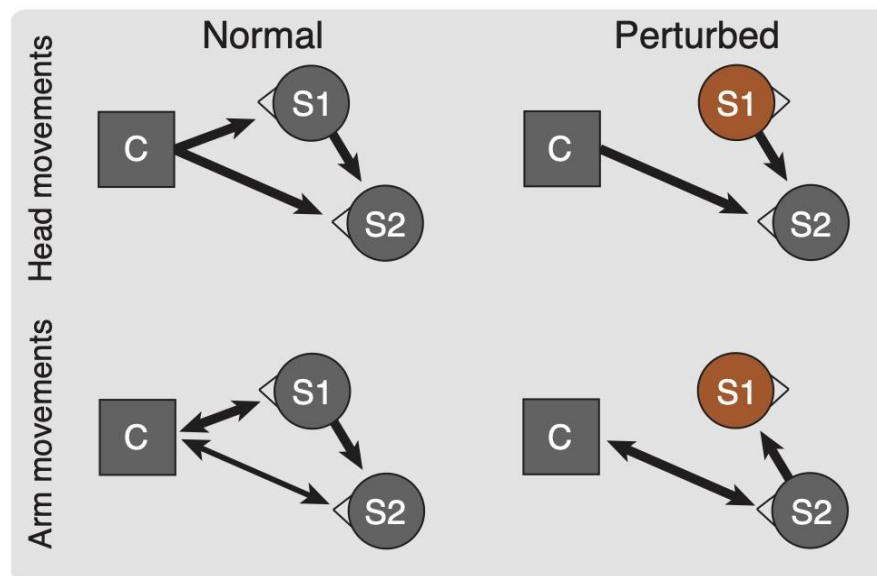 Normal
Perturbed
Head movements
C
S1
S2
C
S1
S2
Arm movements
C
S1
S2
C
S1
S2